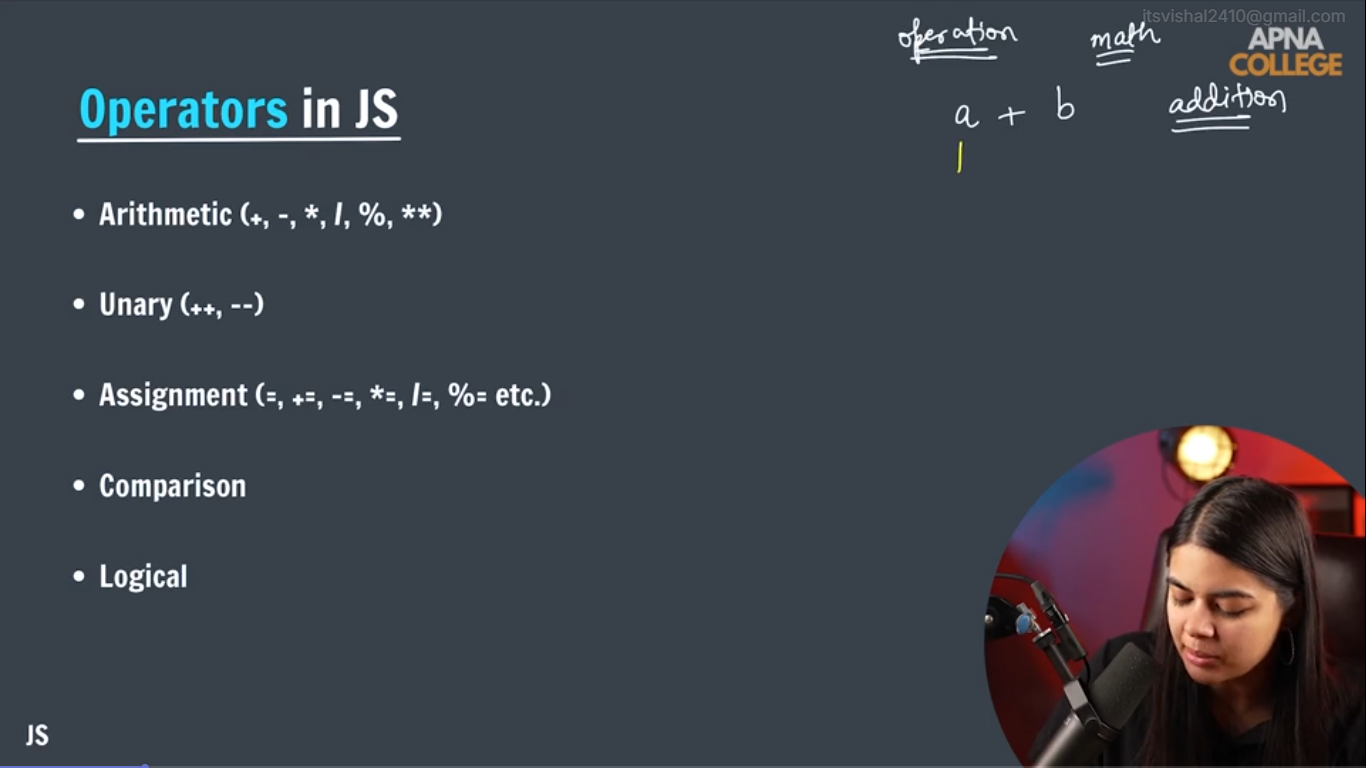 itsvishal2410@gmail.com
operation math
APNA
COLLEGE
Operators in JS
a + b addition
• Arithmetic (+, -, *, /, %, **)
• Unary (++, --)
• Assignment (=, +=, -=, *=, /=, %= etc.)
• Comparison
• Logical
JS